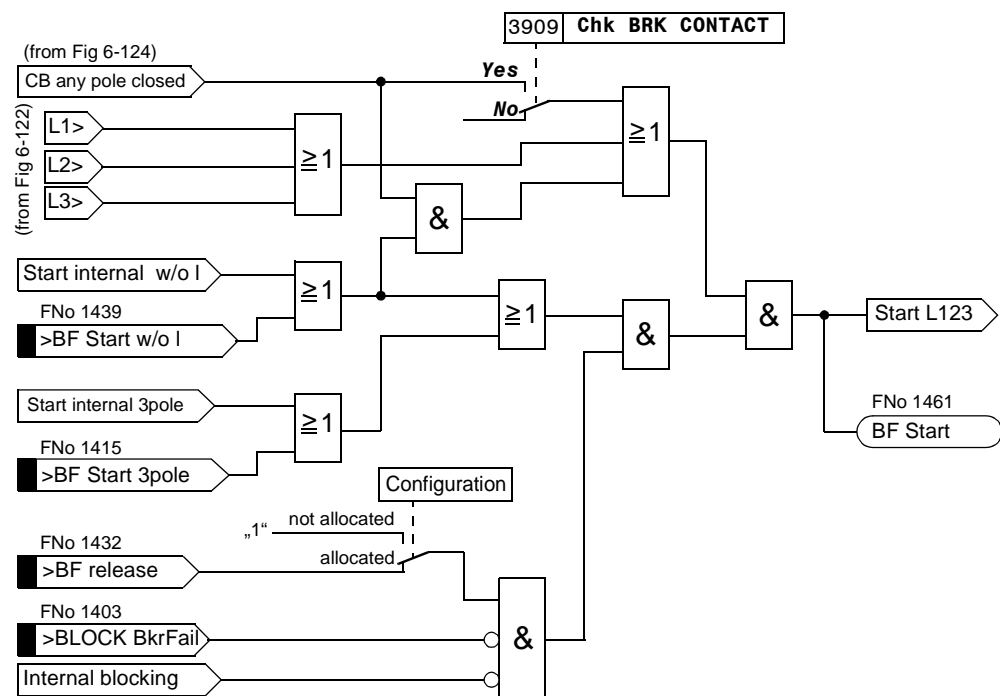 3909 Chk BRK CONTACT
(from Fig 6-124)
CB any pole closed
Yes
No
(from Fig 6-122)
L1>
L2>
L3>
≧1
≧1
&
Start internal w/o I
FNo 1439
>BF Start w/o I
≧1
≧1
&
&
Start L123
FNo 1461
BF Start
Start internal 3pole
FNo 1415
>BF Start 3pole
≧1
Configuration
„1“
not allocated
allocated
FNo 1432
>BF release
FNo 1403
>BLOCK BkrFail
Internal blocking
&